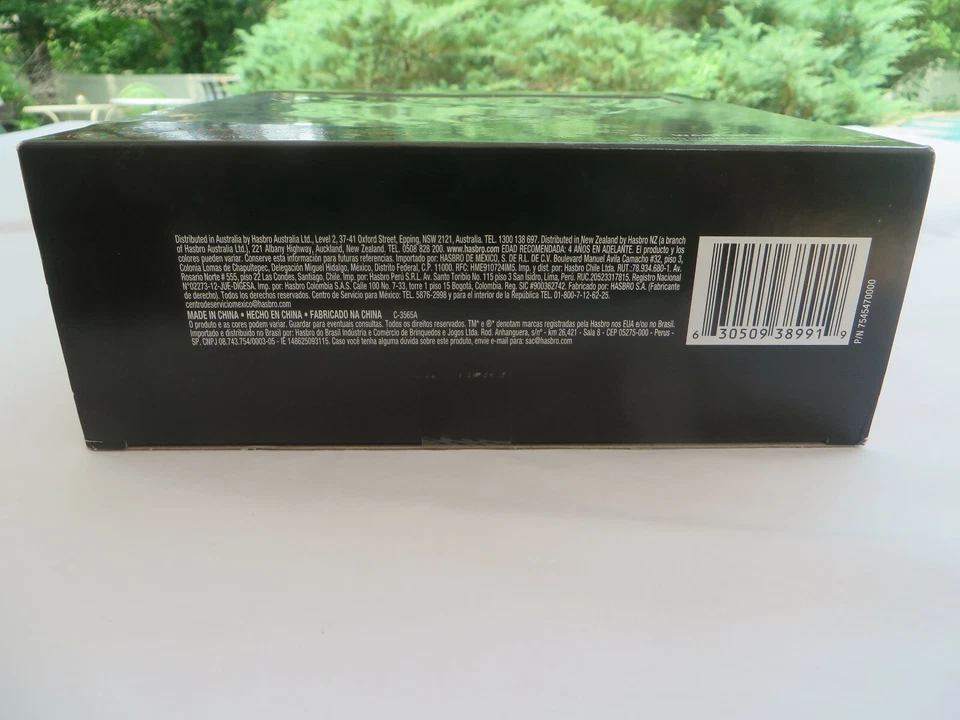 Distributed in Australia by Hasbro Australia Ltd., Level 2, 37-41 Oxford Street, Epping, NSW 2121, Australia. TEL. 1300 138 697. Distributed in New Zealand by Hasbro NZ (a branch
of Hasbro Australia Ltd.), 221 Albany Highway, Auckland, New Zealand. TEL. 0508 828 200. www.hasbro.com EDAD RECOMENDADA: 4 AÑOS EN ADELANTE. El producto y los
colores pueden variar. Conserve esta información para futuras referencias. Importado por: HASBRO DE MÉXICO, S. DE R.L. DE C.V. Boulevard Manuel Ávila Camacho #32, piso 3,
Colonia Lomas de Chapultepec, Delegación Miguel Hidalgo, México, Distrito Federal, C.P. 11000. RFC: HME910724IM5. Imp. y dist. por: Hasbro Chile Ltda. RUT.:78.934.680-1, Av.
Rosario Norte # 555, piso 22 Las Condes, Santiago, Chile. Imp. por: Hasbro Perú S.R.L. Av. Santo Toribio No. 115 piso 3 San Isidro, Lima, Perú. RUC.20523317815. Registro Nacional
N°02273-12-JUE-DIGESA. Imp. por: Hasbro Colombia S.A.S. Calle 100 No. 7-33, torre 1 piso 15 Bogotá, Colombia. Reg. SIC #900362742. Fabricado por: HASBRO S.A. (Fabricante
de derecho). Todos los derechos reservados. Centro de Servicio para México: TEL. 5876-2998 y para el interior de la República TEL. 01-800-7-12-62-25.
centrodeserviciomexico@hasbro.com
MADE IN CHINA • HECHO EN CHINA • FABRICADO NA CHINA C-3565A
O produto e as cores podem variar. Guardar para eventuais consultas. Todos os direitos reservados. TM* e ®* denotam marcas registradas pela Hasbro nos EUA e/ou no Brasil.
Importado e distribuído no Brasil por: Hasbro do Brasil Indústria e Comércio de Brinquedos e Jogos Ltda. Rod. Anhanguera, s/nº - km 26,421 - Sala 8 - CEP 05275-000 - Perus -
SP. CNPJ 08.743.754/0003-05 - IE 148625093115. Caso você tenha alguma dúvida sobre este produto, envie e-mail para: sac@hasbro.com
6 30509 38991 9
P/N 7545470000